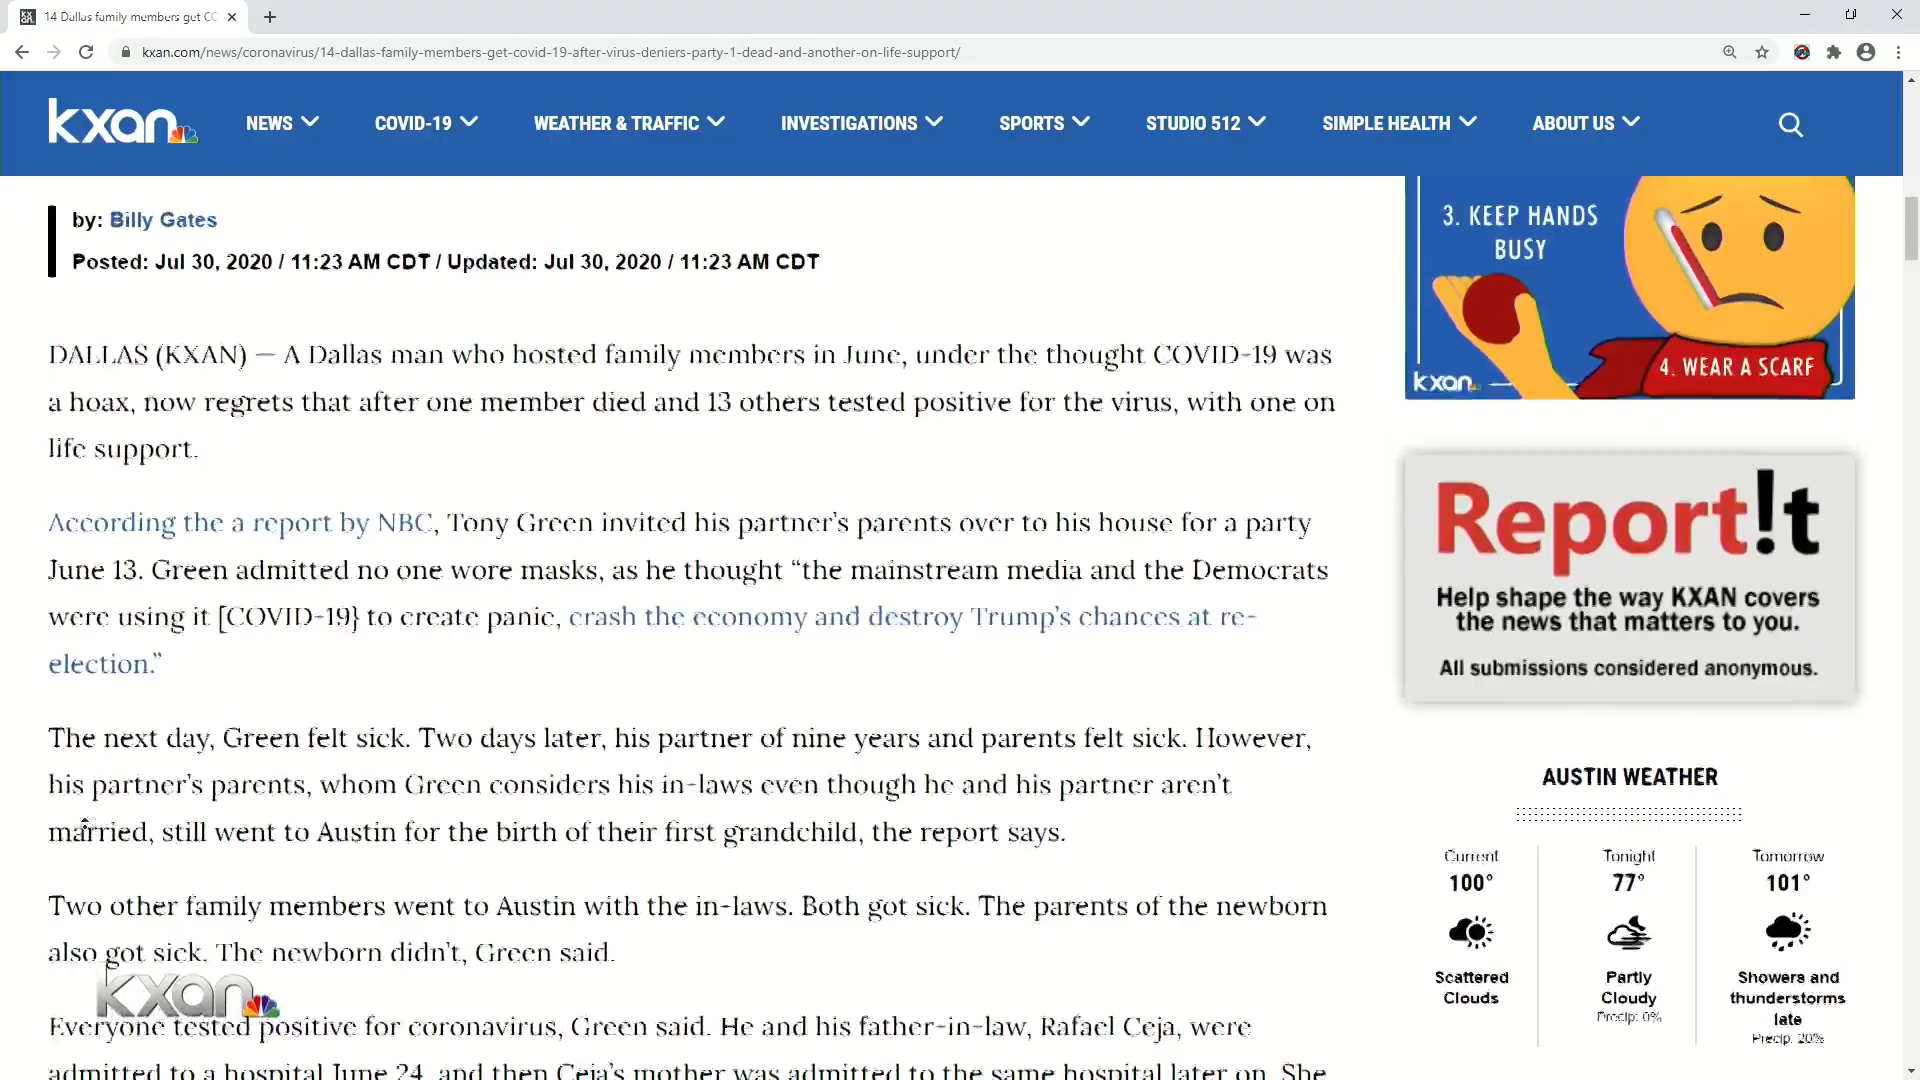 14 Dallas family members get CO
kxan.com/news/coronavirus/14-dallas-family-members-get-covid-19-after-virus-deniers-party-1-dead-and-another-on-life-support/
kxan
NEWS
COVID-19
WEATHER & TRAFFIC
INVESTIGATIONS
SPORTS
STUDIO 512
SIMPLE HEALTH
ABOUT US
by: Billy Gates
Posted: Jul 30, 2020 / 11:23 AM CDT / Updated: Jul 30, 2020 / 11:23 AM CDT
DALLAS (KXAN) — A Dallas man who hosted family members in June, under the thought COVID-19 was
a hoax, now regrets that after one member died and 13 others tested positive for the virus, with one on
life support.
According the a report by NBC, Tony Green invited his partner's parents over to his house for a party
June 13. Green admitted no one wore masks, as he thought “the mainstream media and the Democrats
were using it [COVID-19} to create panic, crash the economy and destroy Trump's chances at re-
election.”
The next day, Green felt sick. Two days later, his partner of nine years and parents felt sick. However,
his partner's parents, whom Green considers his in-laws even though he and his partner aren't
married, still went to Austin for the birth of their first grandchild, the report says.
Two other family members went to Austin with the in-laws. Both got sick. The parents of the newborn
also got sick. The newborn didn't, Green said.
kxan
Everyone tested positive for coronavirus, Green said. He and his father-in-law, Rafael Ceja, were
admitted to a hospital June 24, and then Ceja's mother was admitted to the same hospital later on. She
3. KEEP HANDS
BUSY
4. WEAR A SCARF
kxan
Report!t
Help shape the way KXAN covers
the news that matters to you.
All submissions considered anonymous.
AUSTIN WEATHER
Current
100°
Scattered
Clouds
Tonight
77°
Partly
Cloudy
Precip: 0%
Tomorrow
101°
Showers and
thunderstorms
late
Precip: 20%